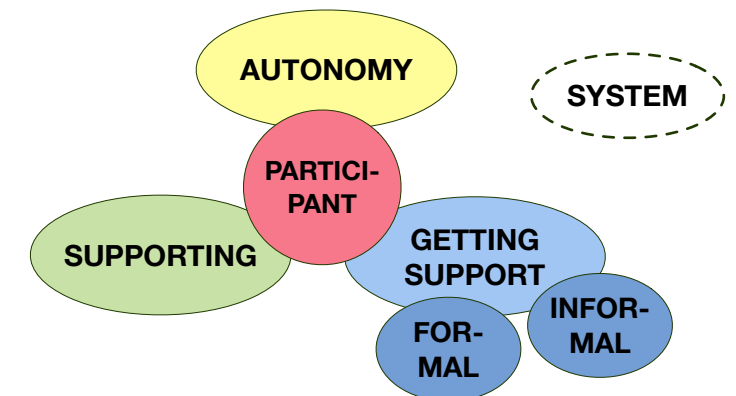 AUTONOMY
SYSTEM
PARTICI-
PANT
SUPPORTING
GETTING
SUPPORT
FOR-
MAL
INFOR-
MAL